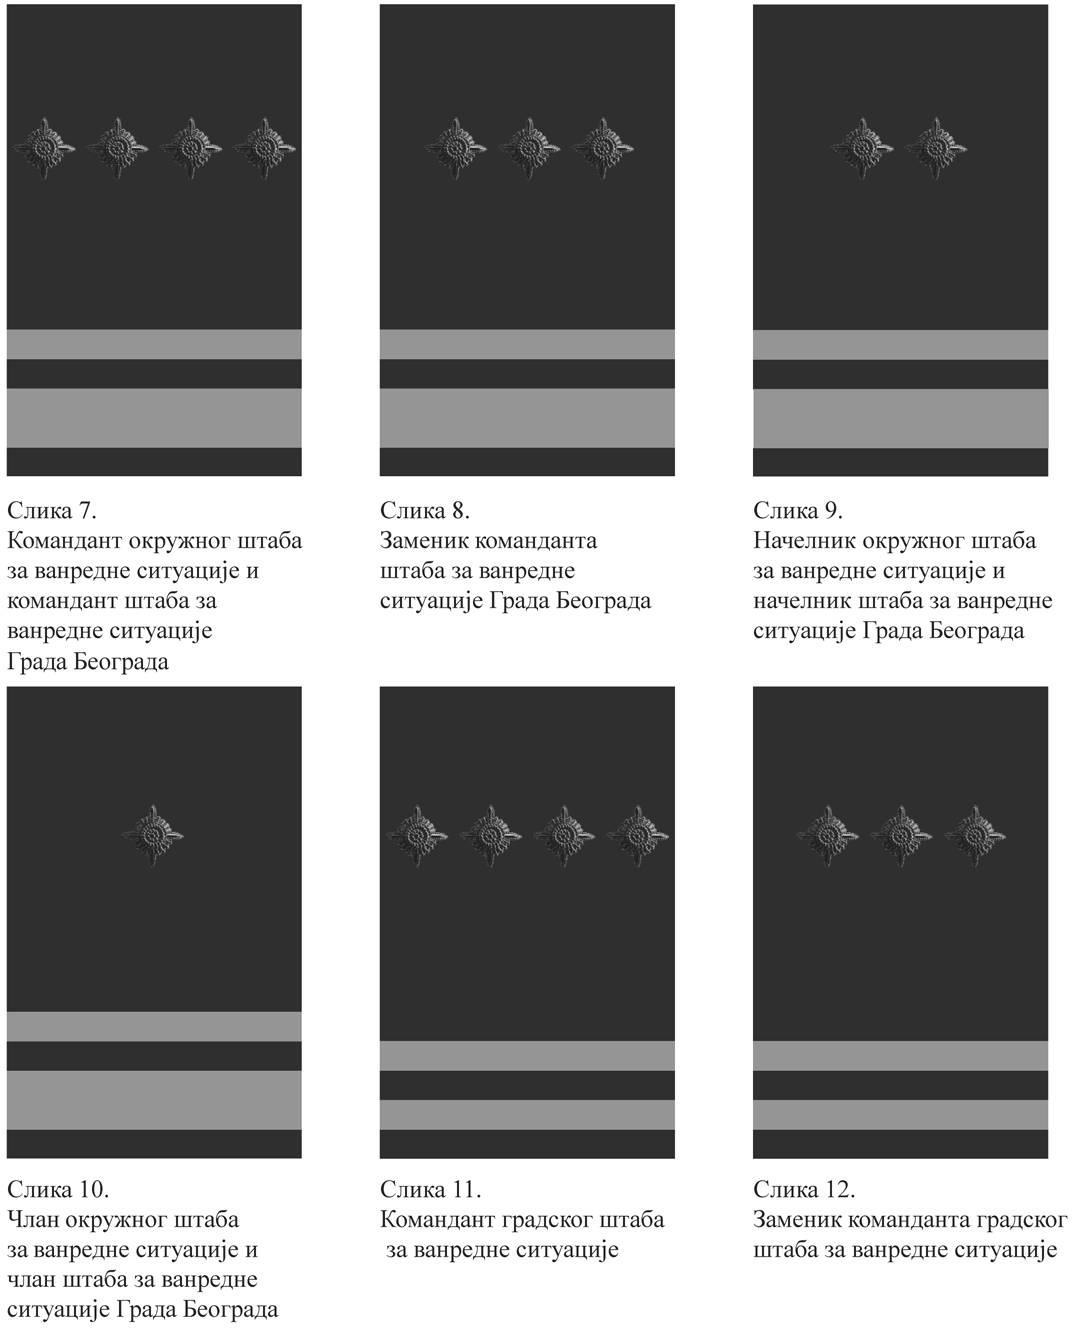 Слика 7.
Командант окружног штаба
за ванредне ситуације и
командант штаба за
ванредне ситуације
Града Београда
Слика 8.
Заменик команданта
штаба за ванредне
ситуације Града Београда
Слика 9.
Начелник окружног штаба
за ванредне ситуације и
начелник штаба за ванредне
ситуације Града Београда
Слика 10.
Члан окружног штаба
за ванредне ситуације и
члан штаба за ванредне
ситуације Града Београда
Слика 11.
Командант градског штаба
за ванредне ситуације
Слика 12.
Заменик команданта градског
штаба за ванредне ситуације